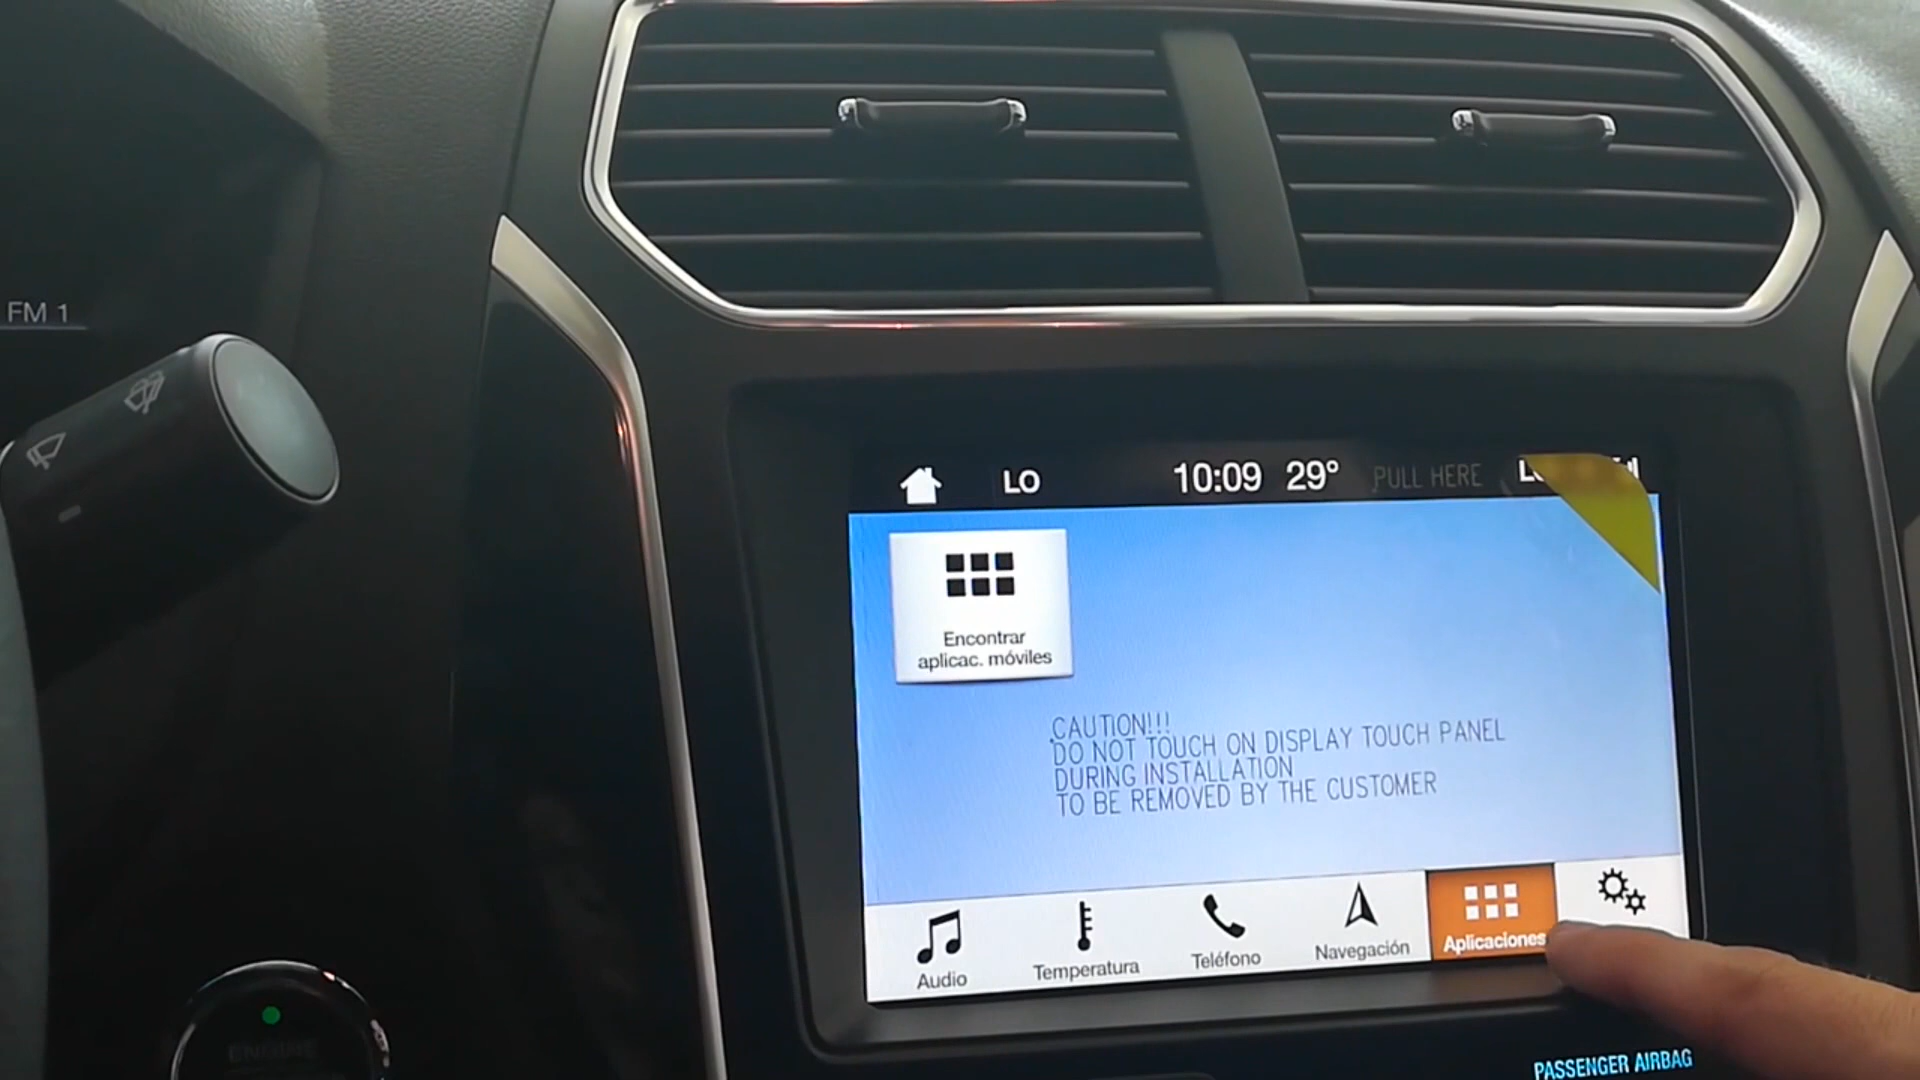 FM 1
LO
10:09 29°
PULL HERE
Encontrar
aplicac. móviles
CAUTION!!!
DO NOT TOUCH ON DISPLAY TOUCH PANEL
DURING INSTALLATION
TO BE REMOVED BY THE CUSTOMER
Audio
Temperatura
Teléfono
Navegación
Aplicaciones
ENGINE
PASSENGER AIRBAG